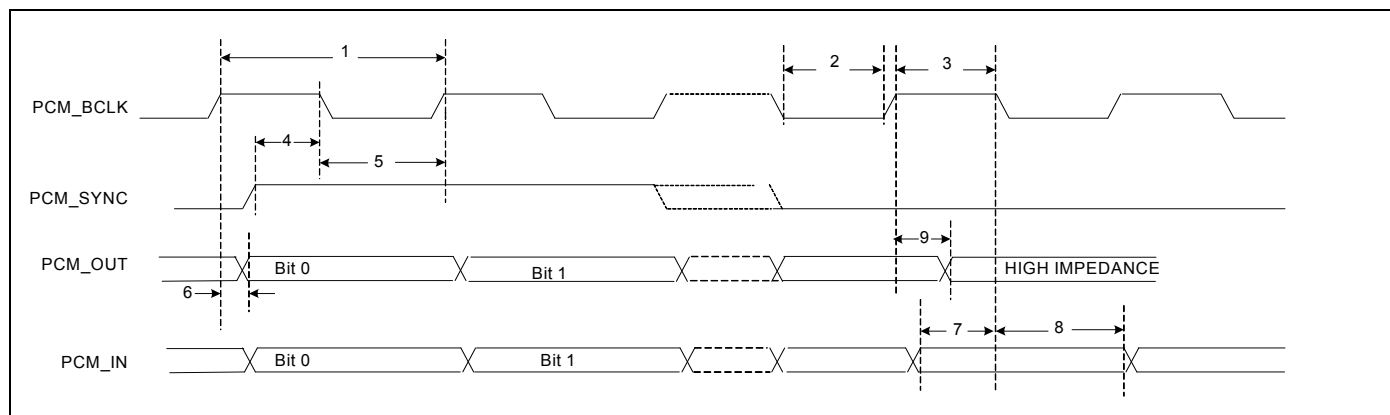 1
2
3
PCM_BCLK
4
5
PCM_SYNC
9
PCM_OUT
Bit 0
Bit 1
HIGH IMPEDANCE
6
7
8
PCM_IN
Bit 0
Bit 1